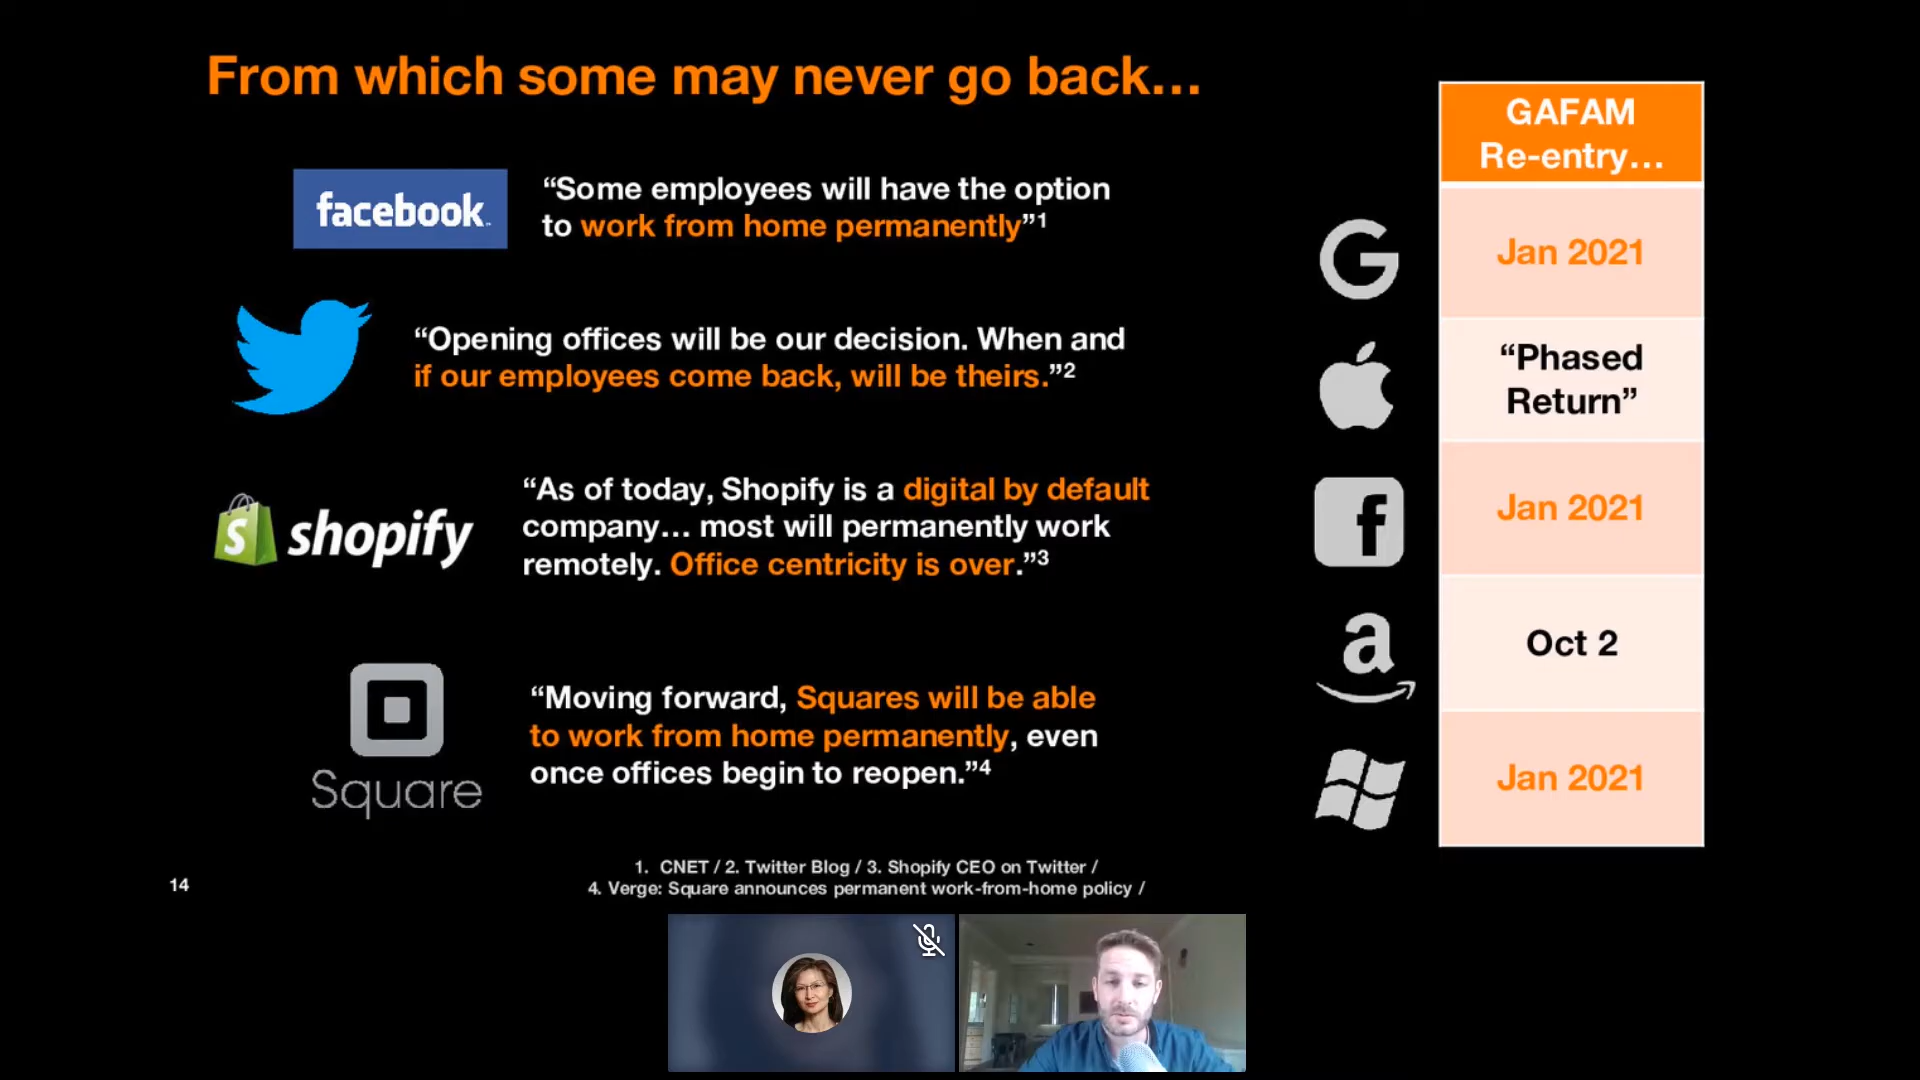 From which some may never go back…
facebook
“Some employees will have the option
to work from home permanently”1
“Opening offices will be our decision. When and
if our employees come back, will be theirs.”2
S shopify
“As of today, Shopify is a digital by default
company… most will permanently work
remotely. Office centricity is over.”3
Square
“Moving forward, Squares will be able
to work from home permanently, even
once offices begin to reopen.”4
GAFAM
Re-entry…
G
Jan 2021
“Phased
Return”
f
Jan 2021
a
Oct 2
Jan 2021
1. CNET / 2. Twitter Blog / 3. Shopify CEO on Twitter /
4. Verge: Square announces permanent work-from-home policy /
14